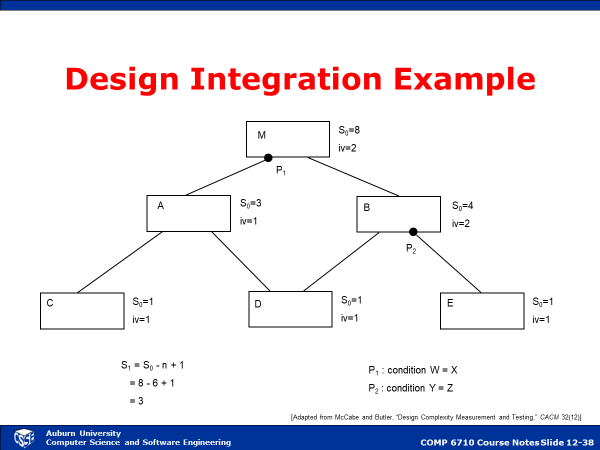 Design Integration Example
M
S0=8
iv=2
P1
A
S0=3
iv=1
B
S0=4
iv=2
P2
C
S0=1
iv=1
D
S0=1
iv=1
E
S0=1
iv=1
S1 = S0 - n + 1
= 8 - 6 + 1
= 3
P1 : condition W = X
P2 : condition Y = Z
[Adapted from McCabe and Butler, "Design Complexity Measurement and Testing," CACM 32(12)]
Auburn University
Computer Science and Software Engineering
COMP 6710 Course Notes Slide 12-38